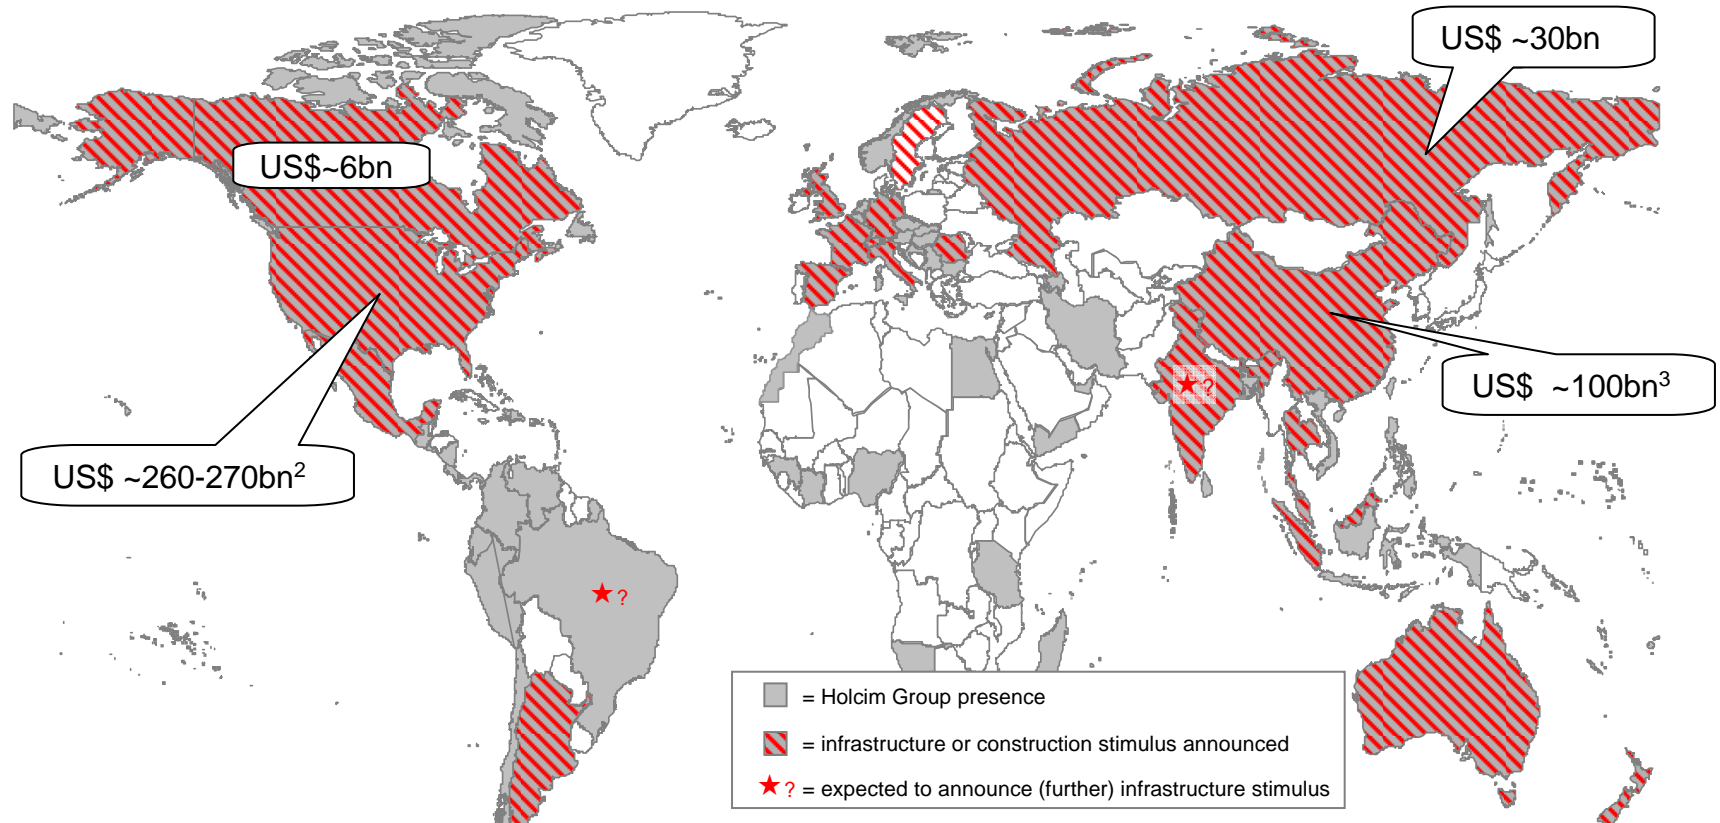 US$ ~30bn
US$~6bn
US$ ~100bn³
★?
US$ ~260-270bn²
★?
= Holcim Group presence
= infrastructure or construction stimulus announced
★? = expected to announce (further) infrastructure stimulus